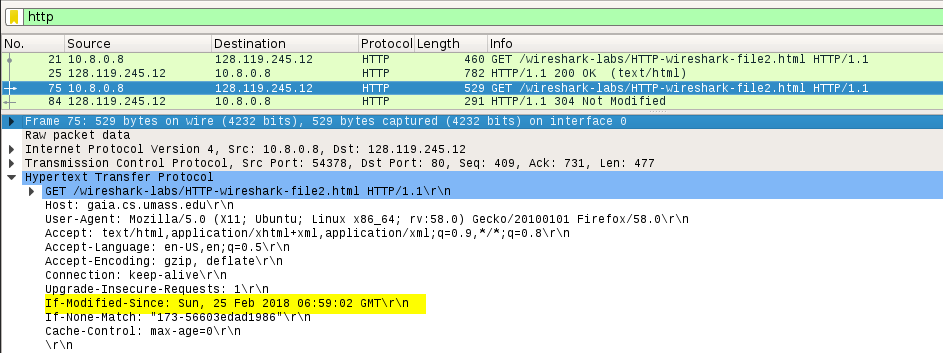 http
No. Source Destination Protocol Length Info
21 10.8.0.8 128.119.245.12 HTTP 460 GET /wireshark-labs/HTTP-wireshark-file2.html HTTP/1.1
25 128.119.245.12 10.8.0.8 HTTP 782 HTTP/1.1 200 OK  (text/html)
75 10.8.0.8 128.119.245.12 HTTP 529 GET /wireshark-labs/HTTP-wireshark-file2.html HTTP/1.1
84 128.119.245.12 10.8.0.8 HTTP 291 HTTP/1.1 304 Not Modified
Frame 75: 529 bytes on wire (4232 bits), 529 bytes captured (4232 bits) on interface 0
Raw packet data
Internet Protocol Version 4, Src: 10.8.0.8, Dst: 128.119.245.12
Transmission Control Protocol, Src Port: 54378, Dst Port: 80, Seq: 409, Ack: 731, Len: 477
Hypertext Transfer Protocol
GET /wireshark-labs/HTTP-wireshark-file2.html HTTP/1.1\r\n
Host: gaia.cs.umass.edu\r\n
User-Agent: Mozilla/5.0 (X11; Ubuntu; Linux x86_64; rv:58.0) Gecko/20100101 Firefox/58.0\r\n
Accept: text/html,application/xhtml+xml,application/xml;q=0.9,*/*;q=0.8\r\n
Accept-Language: en-US,en;q=0.5\r\n
Accept-Encoding: gzip, deflate\r\n
Connection: keep-alive\r\n
Upgrade-Insecure-Requests: 1\r\n
If-Modified-Since: Sun, 25 Feb 2018 06:59:02 GMT\r\n
If-None-Match: "173-56603edad1986"\r\n
Cache-Control: max-age=0\r\n
\r\n